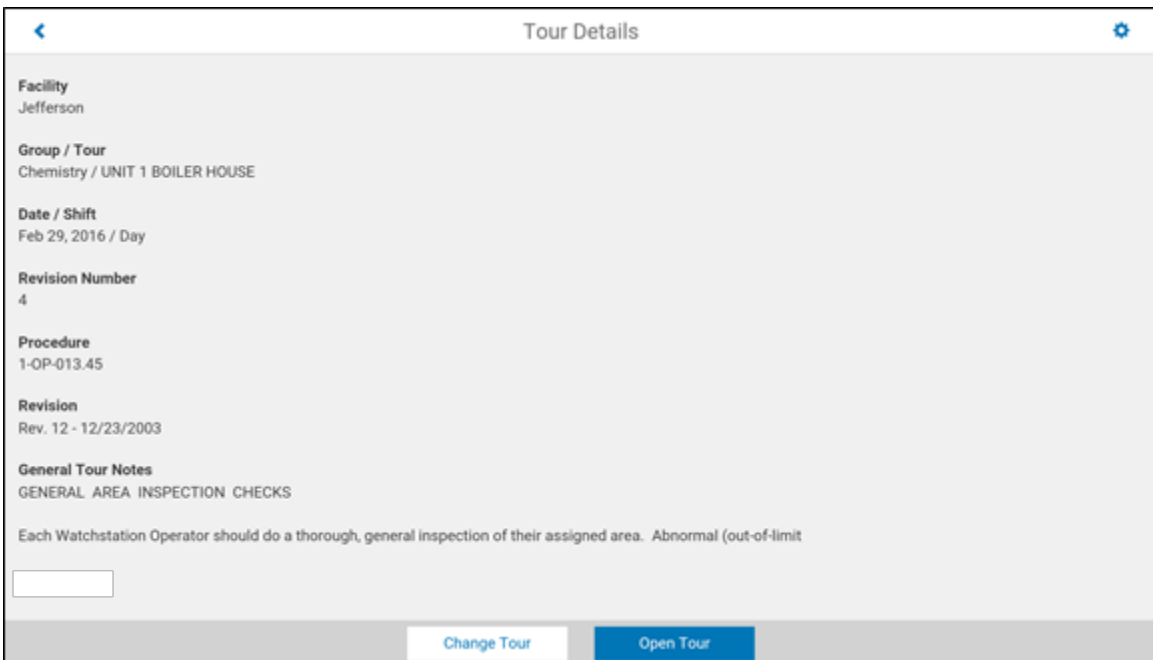 Tour Details
Facility
Jefferson
Group / Tour
Chemistry / UNIT 1 BOILER HOUSE
Date / Shift
Feb 29, 2016 / Day
Revision Number
4
Procedure
1-OP-013.45
Revision
Rev. 12 - 12/23/2003
General Tour Notes
GENERAL AREA INSPECTION CHECKS
Each Watchstation Operator should do a thorough, general inspection of their assigned area. Abnormal (out-of-limit
Change Tour
Open Tour